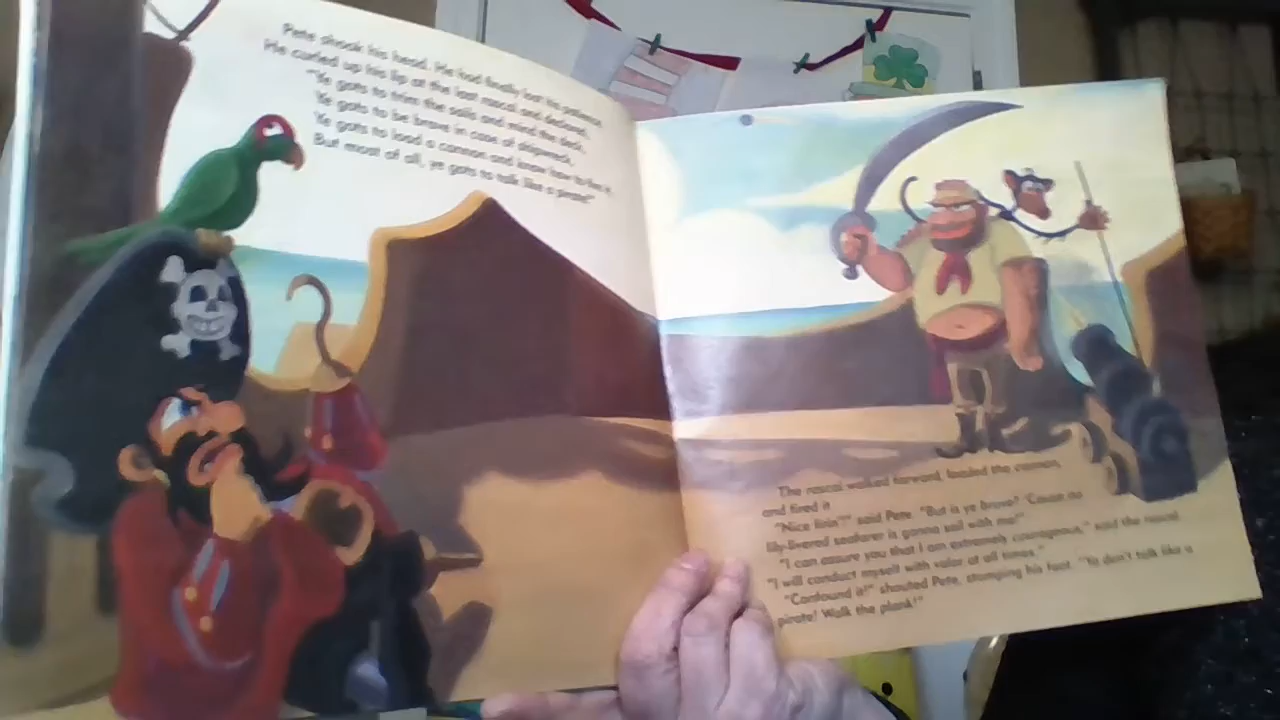 Pete shook his head. He had finally lost his patience.
He curled up his lip at the last rascal and declared,
"Ye gots to trim the sails and mind the deck,
Ye gots to be brave in case of shipwreck,
Ye gots to load a cannon and know how to fire it,
But most of all, ye gots to talk like a pirate!"
The rascal walked forward, loaded the cannon,
and fired it.
"Nice firin'!" said Pete. "But is ye brave? 'Cause no
lily-livered seafarer is gonna sail with me!"
"I can assure you that I am extremely courageous," said the rascal.
"I will conduct myself with valor at all times."
"Confound it!" shouted Pete, stomping his foot. "Ye don't talk like a
pirate! Walk the plank!"